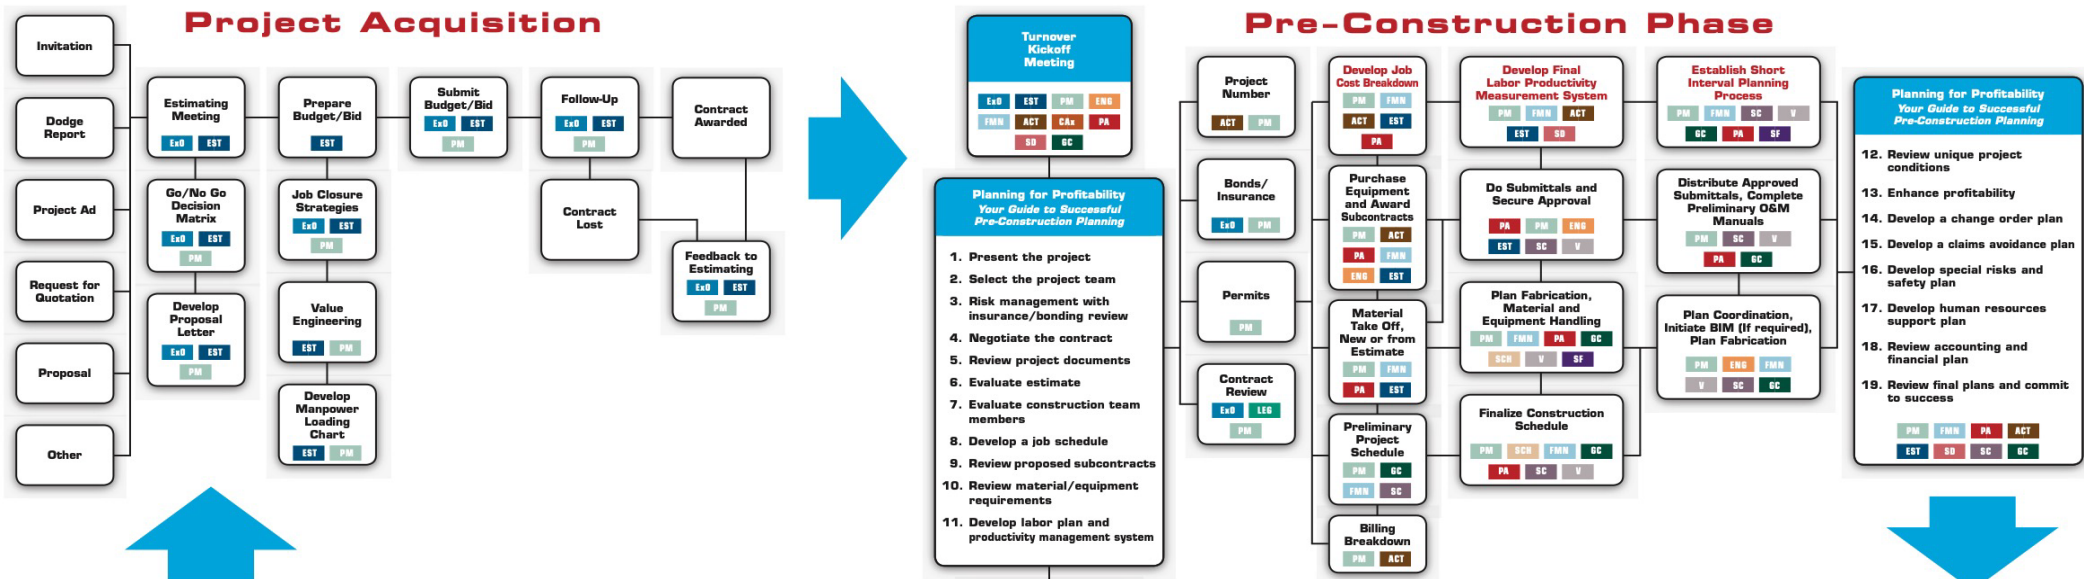 Project Acquisition
Invitation
Dodge
Report
Project Ad
Request for
Quotation
Proposal
Other
Estimating
Meeting
ExO EST
Go/No Go
Decision
Matrix
ExO EST
PM
Develop
Proposal
Letter
ExO EST
PM
Prepare
Budget/Bid
EST
Job Closure
Strategies
ExO EST
PM
Value
Engineering
EST PM
Develop
Manpower
Loading
Chart
EST PM
Submit
Budget/Bid
ExO EST
PM
Follow-Up
ExO EST
PM
Contract
Lost
Contract
Awarded
Feedback to
Estimating
ExO EST
PM
Pre-Construction Phase
Turnover
Kickoff
Meeting
ExO EST PM ENG
FMN ACT CAx PA
SD GC
Planning for Profitability
Your Guide to Successful
Pre-Construction Planning
1. Present the project
2. Select the project team
3. Risk management with
insurance/bonding review
4. Negotiate the contract
5. Review project documents
6. Evaluate estimate
7. Evaluate construction team
members
8. Develop a job schedule
9. Review proposed subcontracts
10. Review material/equipment
requirements
11. Develop labor plan and
productivity management system
Project
Number
ACT PM
Bonds/
Insurance
ExO PM
Permits
PM
Contract
Review
ExO LEG
PM
Develop Job
Cost Breakdown
PM FMN
ACT EST
PA
Purchase
Equipment
and Award
Subcontracts
PM ACT
PA FMN
ENG EST
Material
Take Off,
New or from
Estimate
PM FMN
PA EST
Preliminary
Project
Schedule
PM GC
FMN SC
Billing
Breakdown
PM ACT
Develop Final
Labor Productivity
Measurement System
PM FMN ACT
EST SD
Do Submittals and
Secure Approval
PA PM ENG
EST SC V
Plan Fabrication,
Material and
Equipment Handling
PM FMN PA GC
SCH V SF
Finalize Construction
Schedule
PM SCH FMN GC
PA SC V
Establish Short
Interval Planning
Process
PM FMN SC V
GC PA SF
Distribute Approved
Submittals, Complete
Preliminary O&M
Manuals
PM SC V
PA GC
Plan Coordination,
Initiate BIM (If required),
Plan Fabrication
PM ENG FMN
V SC GC
Planning for Profitability
Your Guide to Successful
Pre-Construction Planning
12. Review unique project
conditions
13. Enhance profitability
14. Develop a change order plan
15. Develop a claims avoidance plan
16. Develop special risks and
safety plan
17. Develop human resources
support plan
18. Review accounting and
financial plan
19. Review final plans and commit
to success
PM FMN PA ACT
EST SD SC GC